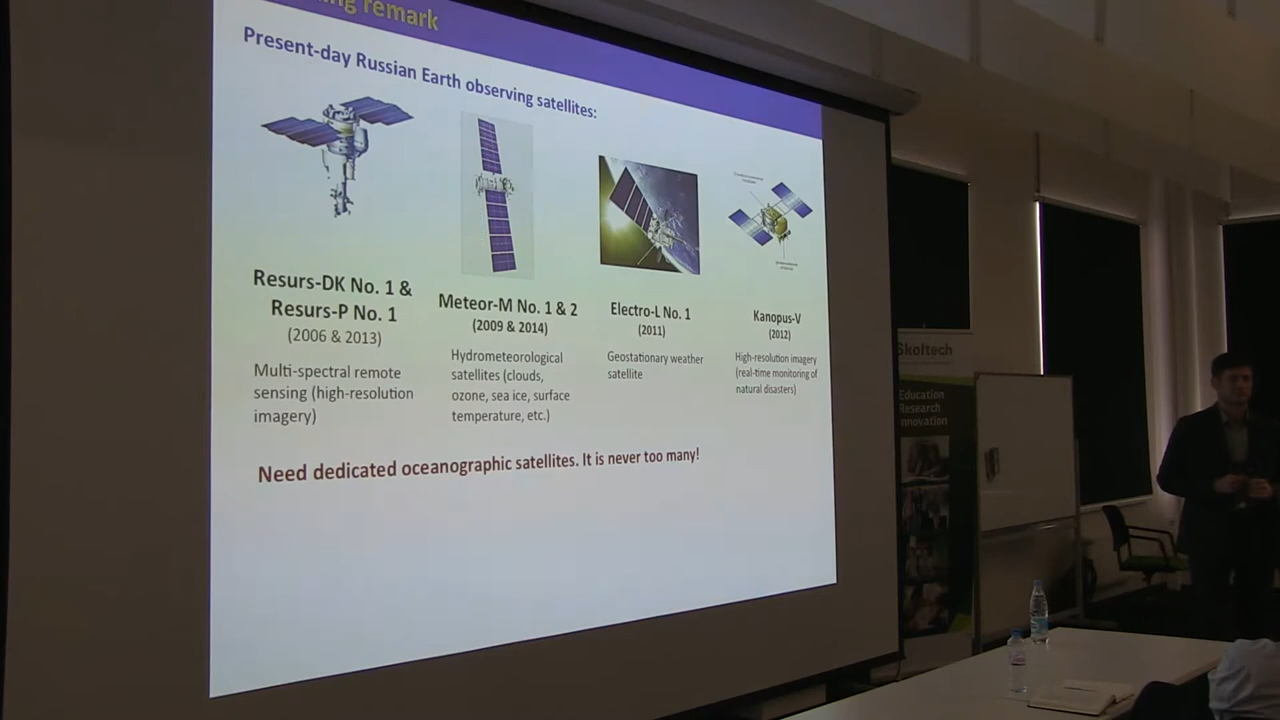 remark
Present-day Russian Earth observing satellites:
Resurs-DK No. 1 &
Resurs-P No. 1
(2006 & 2013)
Multi-spectral remote
sensing (high-resolution
imagery)
Meteor-M No. 1 & 2
(2009 & 2014)
Hydrometeorological
satellites (clouds,
ozone, sea ice, surface
temperature, etc.)
Electro-L No. 1
(2011)
Geostationary weather
satellite
Kanopus-V
(2012)
High-resolution imagery
(real-time monitoring of
natural disasters)
Need dedicated oceanographic satellites. It is never too many!
Skoltech
Education
Research
Innovation